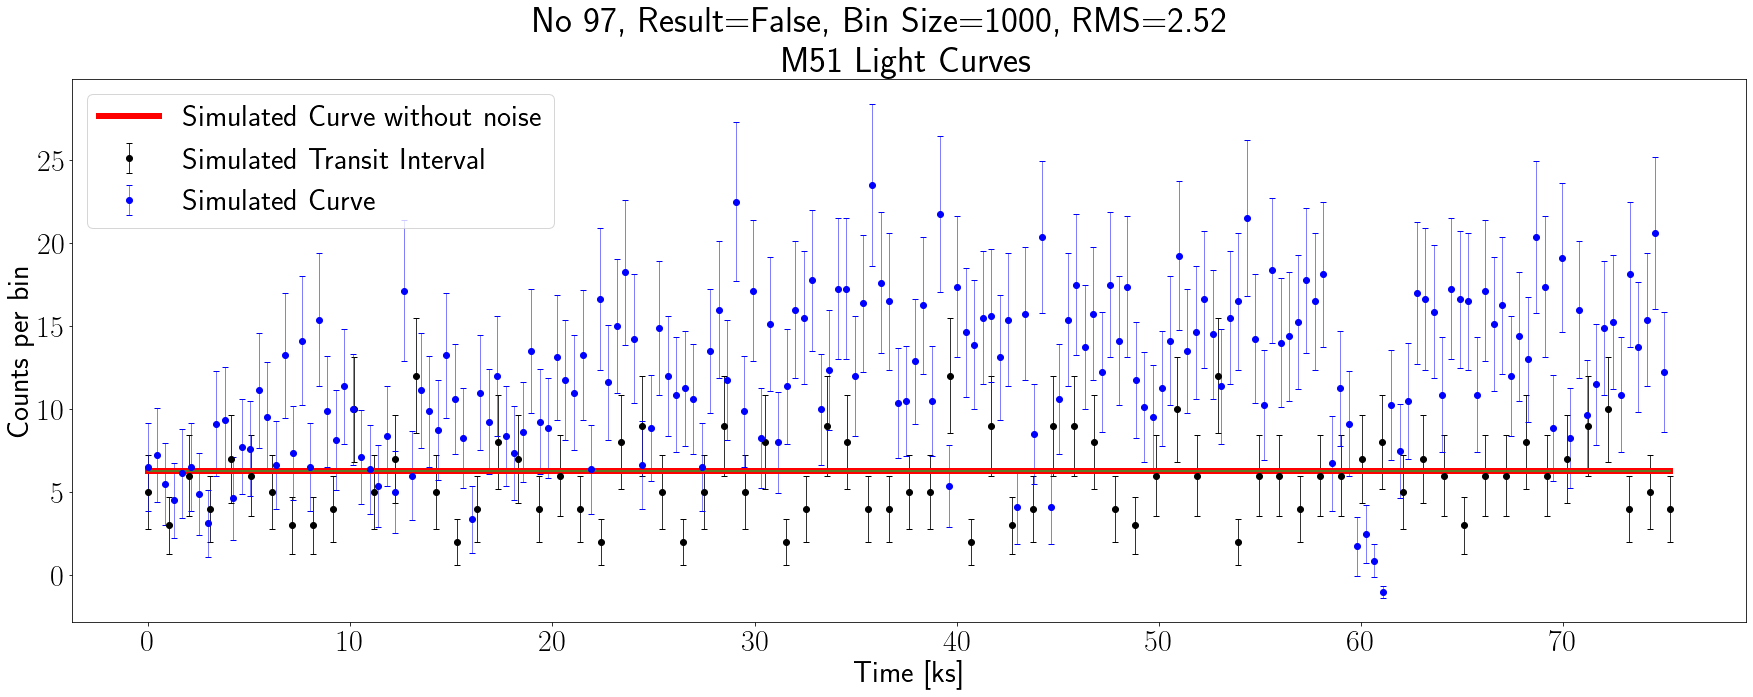 No 97, Result=False, Bin Size=1000, RMS=2.52
M51 Light Curves
Simulated Curve without noise
Simulated Transit Interval
Simulated Curve
Counts per bin
25
20
15
10
5
0
0 10 20 30 40 50 60 70
Time [ks]